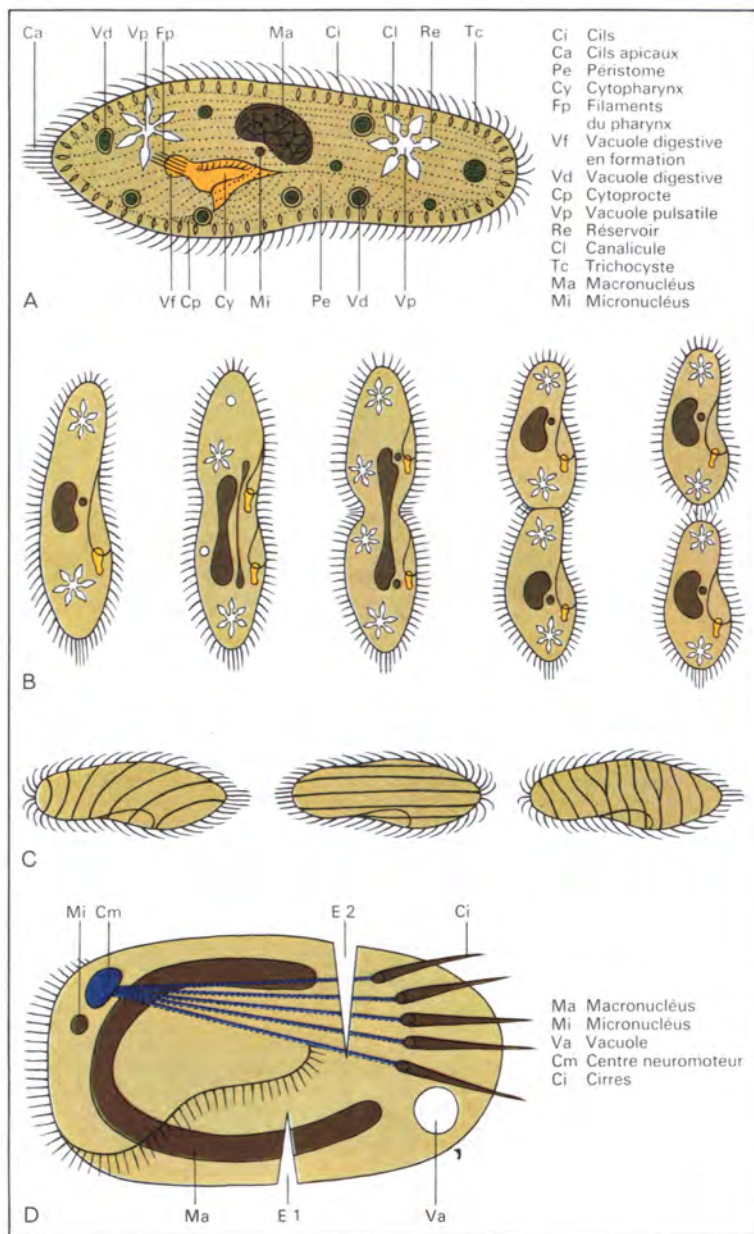 Ca Vd Vp Fp Ma Ci Cl Re Tc
Ci Cils
Ca Cils apicaux
Pe Péristome
Cy Cytopharynx
Fp Filaments
du pharynx
Vf Vacuole digestive
en formation
Vd Vacuole digestive
Cp Cytoprocte
Vp Vacuole pulsatile
Re Réservoir
Cl Canalicule
Tc Trichocyste
Ma Macronucléus
Mi Micronucléus
A
Vf Cp Cy Mi Pe Vd Vp
B
C
Mi Cm E 2 Ci
Ma Macronucléus
Mi Micronucléus
Va Vacuole
Cm Centre neuromoteur
Ci Cirres
D
Ma E 1 Va